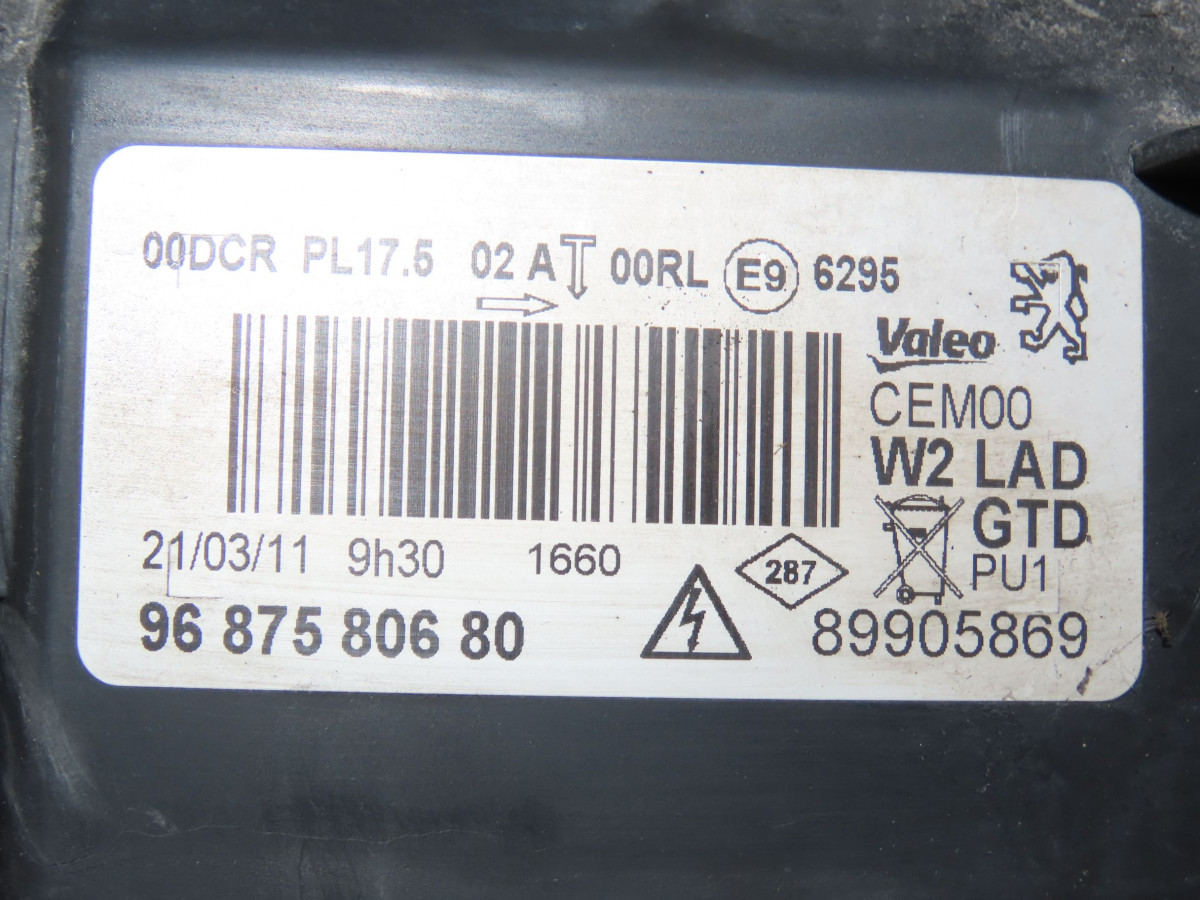 00DCR PL17.5 02 A 00RL E9 6295
Valeo
CEM00
W2 LAD
GTD
PU1
21/03/11 9h30 1660
287
96 875 806 80
89905869